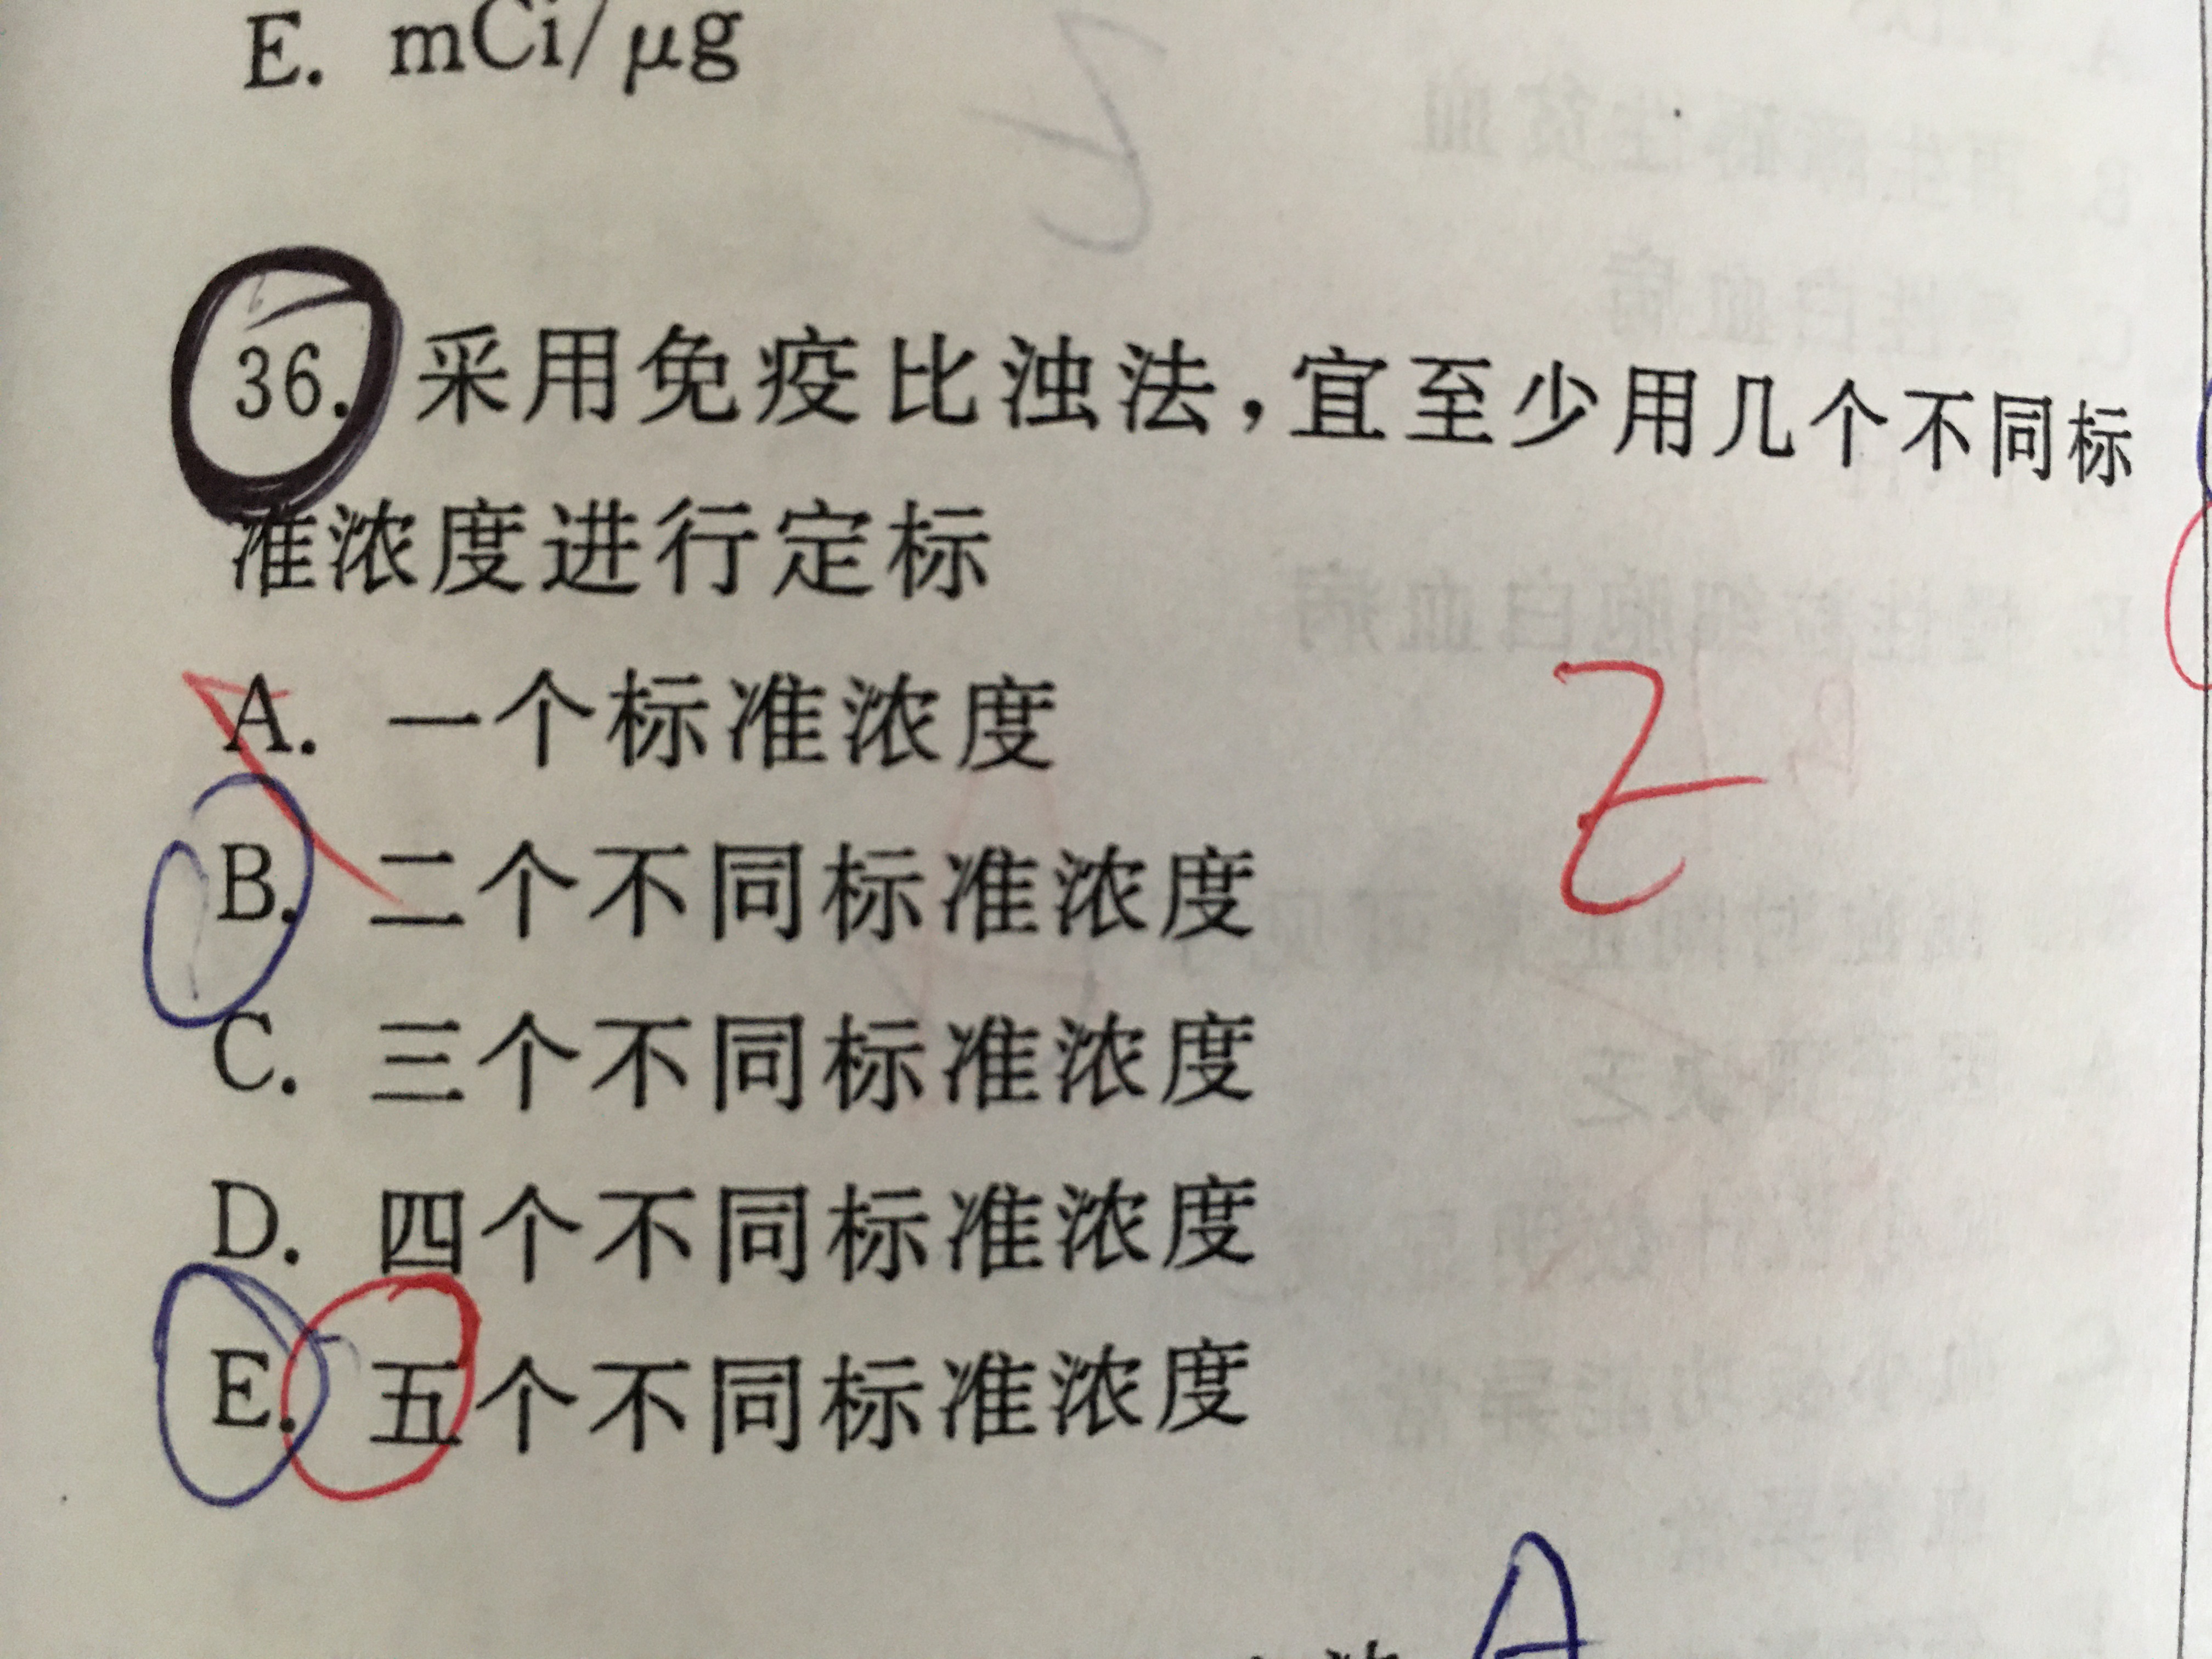 E. mCi/μg
36. 采用免疫比浊法，宜至少用几个不同标
准浓度进行定标
A. 一个标准浓度
B. 二个不同标准浓度
C. 三个不同标准浓度
D. 四个不同标准浓度
E. 五个不同标准浓度
A